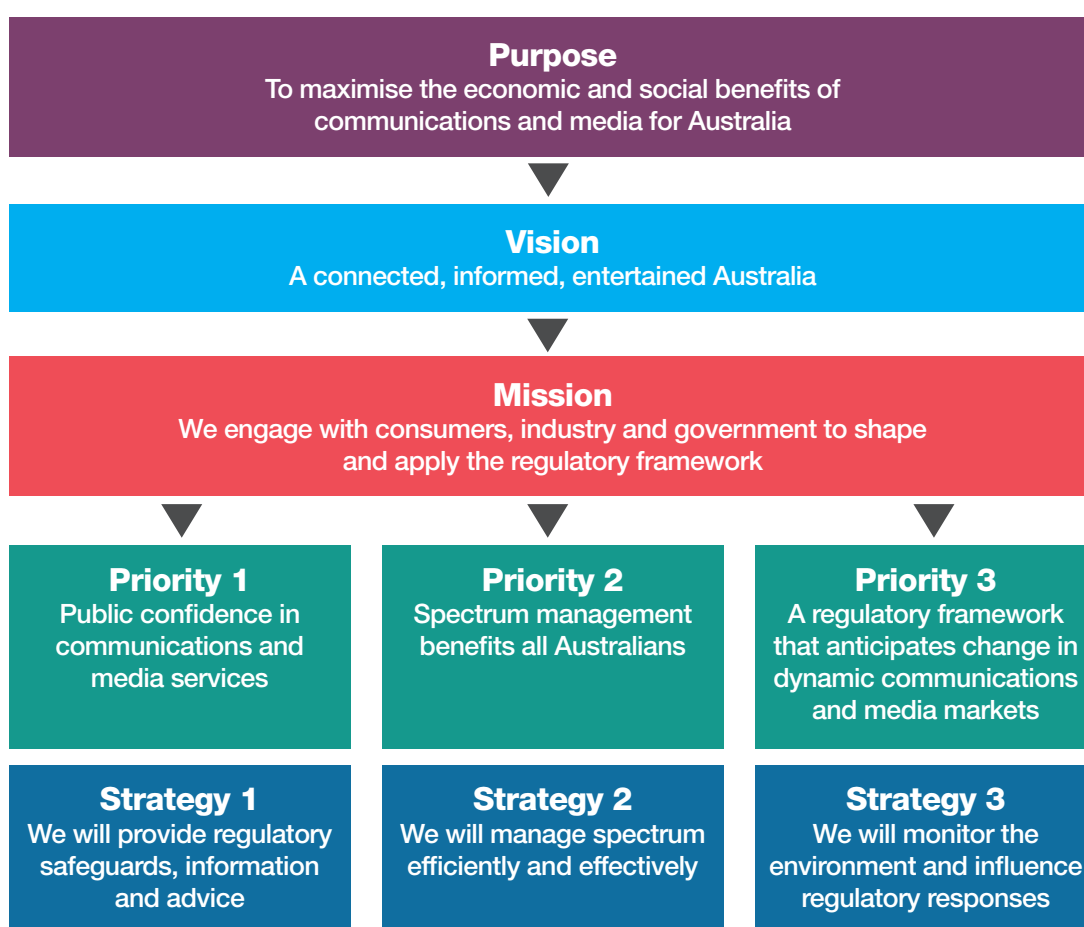 Purpose
To maximise the economic and social benefits of
communications and media for Australia
Vision
A connected, informed, entertained Australia
Mission
We engage with consumers, industry and government to shape
and apply the regulatory framework
Priority 1
Public confidence in
communications and
media services
Priority 2
Spectrum management
benefits all Australians
Priority 3
A regulatory framework
that anticipates change in
dynamic communications
and media markets
Strategy 1
We will provide regulatory
safeguards, information
and advice
Strategy 2
We will manage spectrum
efficiently and effectively
Strategy 3
We will monitor the
environment and influence
regulatory responses